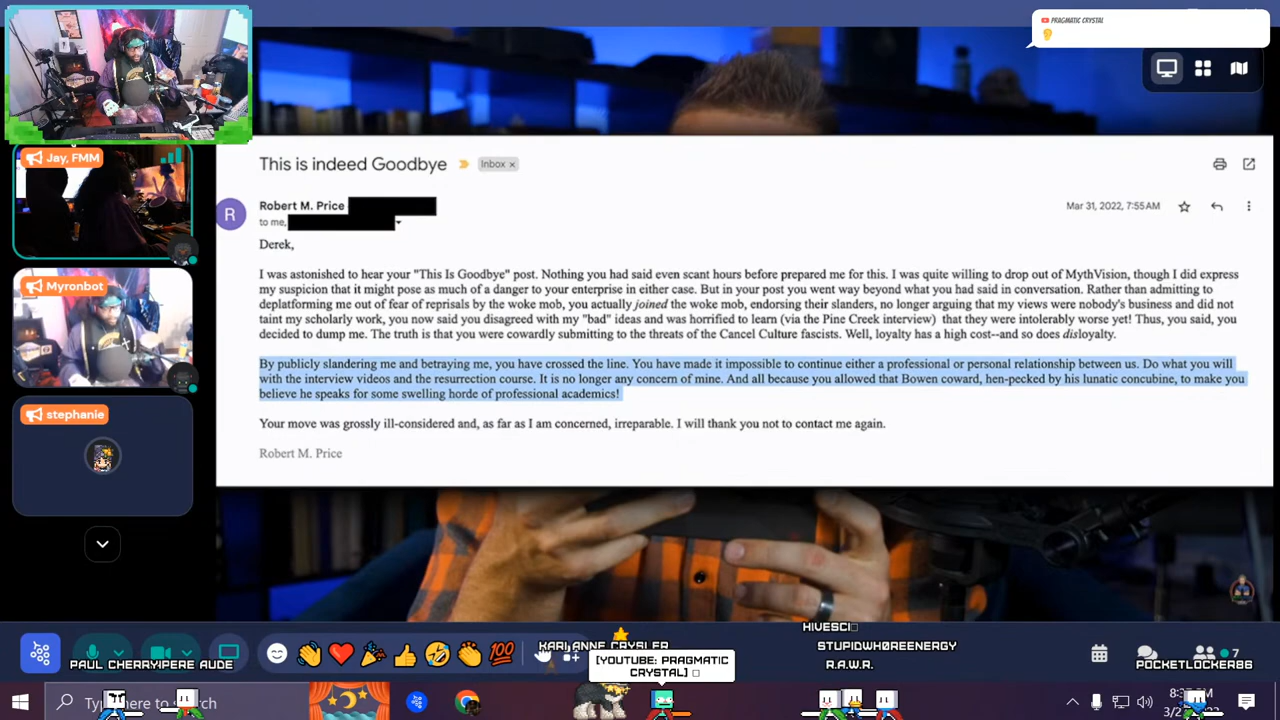 PRAGMATIC CRYSTAL
Jay, FMM
Myronbot
stephanie
This is indeed Goodbye
Inbox ×
Robert M. Price
Mar 31, 2022, 7:55AM
R
to me,
Derek,
I was astonished to hear your "This Is Goodbye" post. Nothing you had said even scant hours before prepared me for this. I was quite willing to drop out of MythVision, though I did express
my suspicion that it might pose as much of a danger to your enterprise in either case. But in your post you went way beyond what you had said in conversation. Rather than admitting to
deplatforming me out of fear of reprisals by the woke mob, you actually joined the woke mob, endorsing their slanders, no longer arguing that my views were nobody's business and did not
taint my scholarly work, you now said you disagreed with my "bad" ideas and was horrified to learn (via the Pine Creek interview) that they were intolerably worse yet! Thus, you said, you
decided to dump me. The truth is that you were cowardly submitting to the threats of the Cancel Culture fascists. Well, loyalty has a high cost--and so does disloyalty.
By publicly slandering me and betraying me, you have crossed the line. You have made it impossible to continue either a professional or personal relationship between us. Do what you will
with the interview videos and the resurrection course. It is no longer any concern of mine. And all because you allowed that Bowen coward, hen-pecked by his lunatic concubine, to make you
believe he speaks for some swelling horde of professional academics!
Your move was grossly ill-considered and, as far as I am concerned, irreparable. I will thank you not to contact me again.
Robert M. Price
HIVESCI
KARI ANNE CRYSLER
STUPIDWHØREENERGY
[YOUTUBE: PRAGMATIC
CRYSTAL]
R.A.W.R.
PAUL CHERRY
PERE AUDE
POCKETLOCKER86
7
100